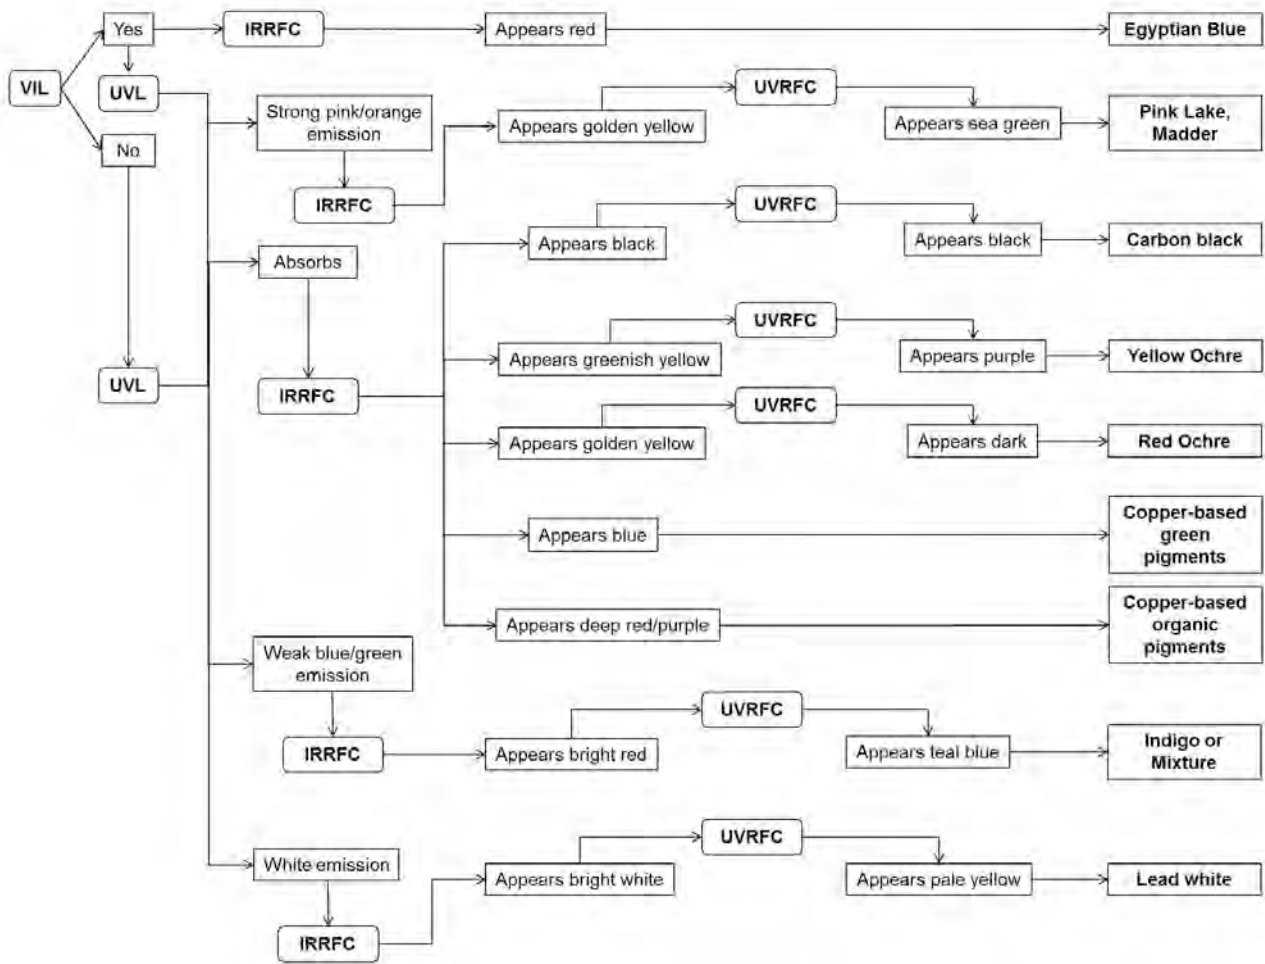 Yes
IRRFC
Appears red
Egyptian Blue
VIL
UVL
No
Strong pink/orange
emission
IRRFC
Appears golden yellow
UVRFC
Appears sea green
Pink Lake,
Madder
Absorbs
UVL
IRRFC
Appears black
UVRFC
Appears black
Carbon black
Appears greenish yellow
UVRFC
Appears purple
Yellow Ochre
Appears golden yellow
UVRFC
Appears dark
Red Ochre
Appears blue
Copper-based
green
pigments
Appears deep red/purple
Copper-based
organic
pigments
Weak blue/green
emission
IRRFC
Appears bright red
UVRFC
Appears teal blue
Indigo or
Mixture
White emission
IRRFC
Appears bright white
UVRFC
Appears pale yellow
Lead white